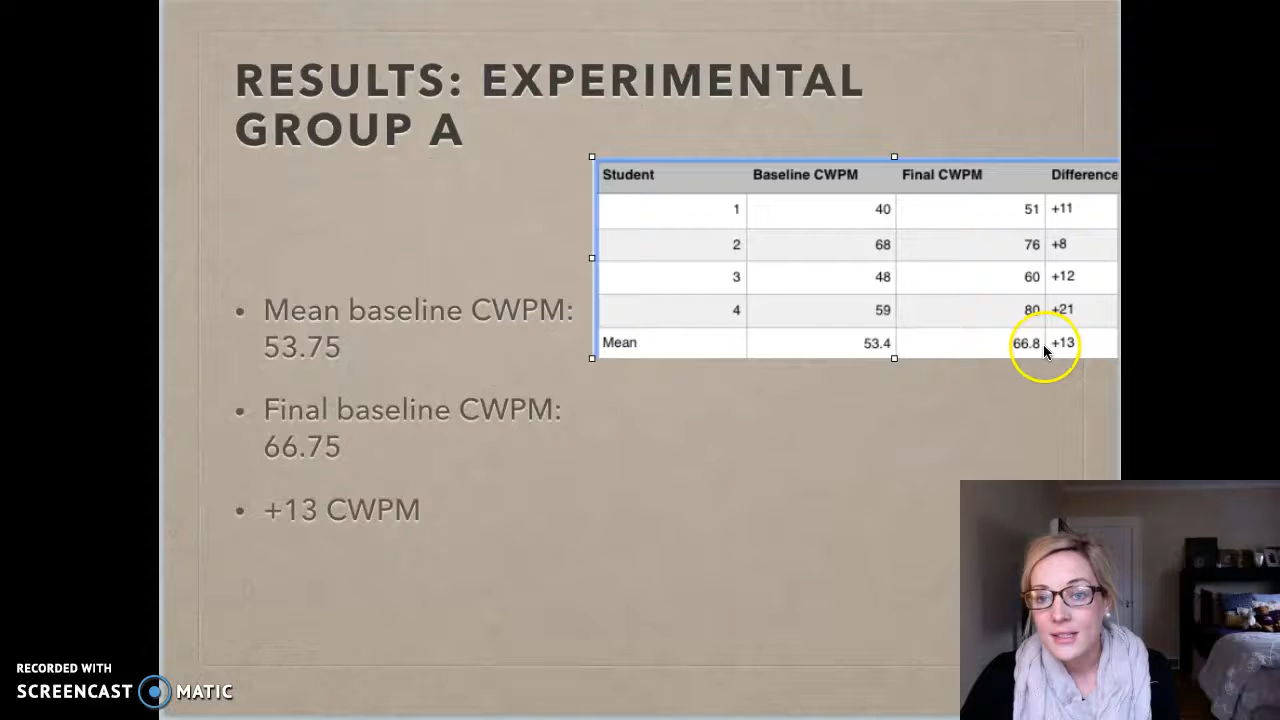 RESULTS: EXPERIMENTAL
GROUP A
Student Baseline CWPM Final CWPM Difference
1 40 51 +11
2 68 76 +8
3 48 60 +12
4 59 80 +21
Mean 53.4 66.8 +13
• Mean baseline CWPM:
53.75
• Final baseline CWPM:
66.75
• +13 CWPM
RECORDED WITH
SCREENCAST MATIC